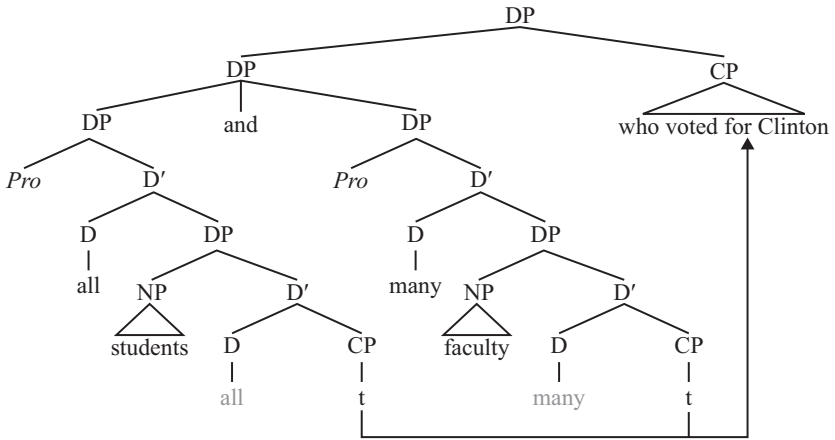 DP
DP CP
DP and DP who voted for Clinton
Pro D′ Pro D′
D DP D DP
all NP D′ many NP D′
students D CP faculty D CP
all t many t